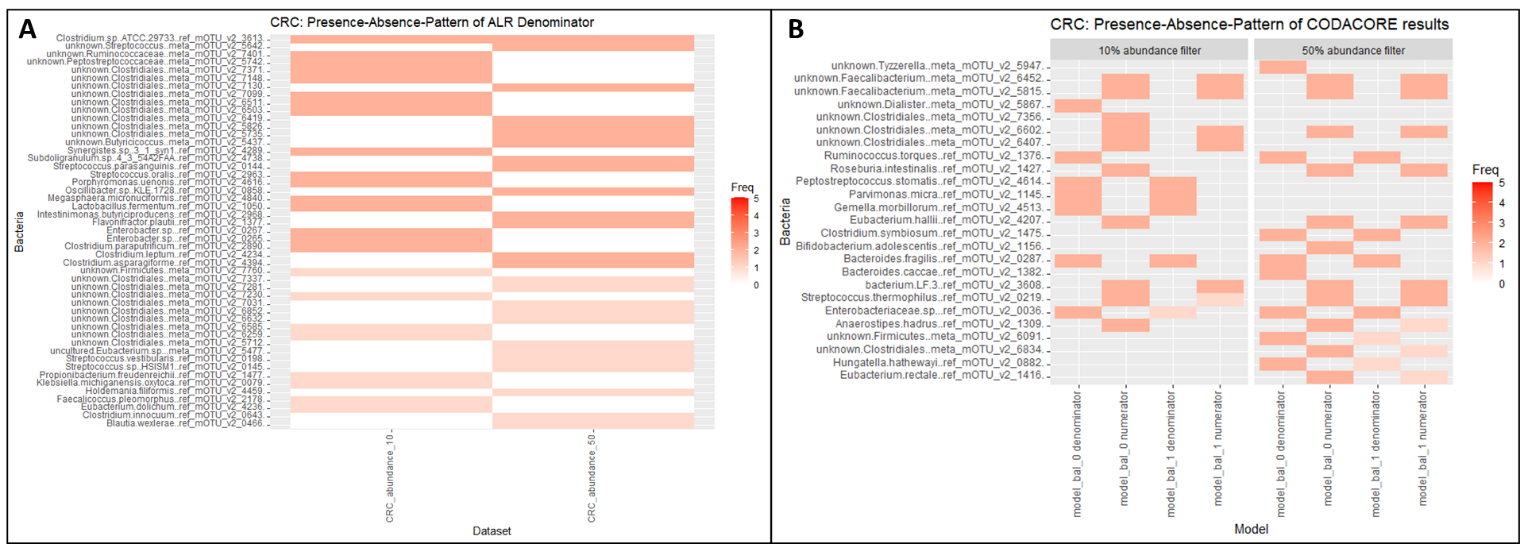 A
CRC: Presence-Absence-Pattern of ALR Denominator
Clostridium.sp..ATCC.29733..ref_mOTU_v2_3613.
unknown.Streptococcus..meta_mOTU_v2_5642.
unknown.Ruminococcaceae..meta_mOTU_v2_7401.
unknown.Peptostreptococcaceae..meta_mOTU_v2_5742.
unknown.Clostridiales..meta_mOTU_v2_7371.
unknown.Clostridiales..meta_mOTU_v2_7148.
unknown.Clostridiales..meta_mOTU_v2_7130.
unknown.Clostridiales..meta_mOTU_v2_7099.
unknown.Clostridiales..meta_mOTU_v2_6511.
unknown.Clostridiales..meta_mOTU_v2_6503.
unknown.Clostridiales..meta_mOTU_v2_6419.
unknown.Clostridiales..meta_mOTU_v2_5826.
unknown.Clostridiales..meta_mOTU_v2_5735.
unknown.Butyricicoccus..meta_mOTU_v2_5437.
Synergistes.sp..3_1_syn1..ref_mOTU_v2_4289.
Subdoligranulum.sp..4_3_54A2FAA..ref_mOTU_v2_4738.
Streptococcus.parasanguinis..ref_mOTU_v2_0144.
Streptococcus.oralis..ref_mOTU_v2_2963.
Porphyromonas.uenonis..ref_mOTU_v2_4616.
Oscillibacter.sp..KLE.1728..ref_mOTU_v2_0858.
Megasphaera.micronuciformis..ref_mOTU_v2_4840.
Lactobacillus.fermentum..ref_mOTU_v2_1050.
Intestinimonas.butyriciproducens..ref_mOTU_v2_2968.
Flavonifractor.plautii..ref_mOTU_v2_1377.
Enterobacter.sp...ref_mOTU_v2_0267.
Enterobacter.sp...ref_mOTU_v2_0265.
Clostridium.paraputrificum..ref_mOTU_v2_2890.
Clostridium.leptum..ref_mOTU_v2_4234.
Clostridium.asparagiforme..ref_mOTU_v2_4394.
unknown.Firmicutes..meta_mOTU_v2_7760.
unknown.Clostridiales..meta_mOTU_v2_7337.
unknown.Clostridiales..meta_mOTU_v2_7281.
unknown.Clostridiales..meta_mOTU_v2_7230.
unknown.Clostridiales..meta_mOTU_v2_7031.
unknown.Clostridiales..meta_mOTU_v2_6852.
unknown.Clostridiales..meta_mOTU_v2_6632.
unknown.Clostridiales..meta_mOTU_v2_6585.
unknown.Clostridiales..meta_mOTU_v2_6259.
unknown.Clostridiales..meta_mOTU_v2_5712.
uncultured.Eubacterium.sp...meta_mOTU_v2_5477.
Streptococcus.vestibularis..ref_mOTU_v2_0198.
Streptococcus.sp..HSISM1..ref_mOTU_v2_0145.
Propionibacterium.freudenreichii..ref_mOTU_v2_1477.
Klebsiella.michiganensis.oxytoca..ref_mOTU_v2_0079.
Holdemania.filiformis..ref_mOTU_v2_4459.
Faecalicoccus.pleomorphus..ref_mOTU_v2_2178.
Eubacterium.dolichum..ref_mOTU_v2_4236.
Clostridium.innocuum..ref_mOTU_v2_0643.
Blautia.wexlerae..ref_mOTU_v2_0466.
Bacteria
CRC_abundance_10
CRC_abundance_50
Dataset
Freq
5
4
3
2
1
0
B
CRC: Presence-Absence-Pattern of CODACORE results
10% abundance filter
50% abundance filter
unknown.Tyzzerella..meta_mOTU_v2_5947.
unknown.Faecalibacterium..meta_mOTU_v2_6452.
unknown.Faecalibacterium..meta_mOTU_v2_5815.
unknown.Dialister..meta_mOTU_v2_5867.
unknown.Clostridiales..meta_mOTU_v2_7356.
unknown.Clostridiales..meta_mOTU_v2_6602.
unknown.Clostridiales..meta_mOTU_v2_6407.
Ruminococcus.torques..ref_mOTU_v2_1376.
Roseburia.intestinalis..ref_mOTU_v2_1427.
Peptostreptococcus.stomatis..ref_mOTU_v2_4614.
Parvimonas.micra..ref_mOTU_v2_1145.
Gemella.morbillorum..ref_mOTU_v2_4513.
Eubacterium.hallii..ref_mOTU_v2_4207.
Clostridium.symbiosum..ref_mOTU_v2_1475.
Bifidobacterium.adolescentis..ref_mOTU_v2_1156.
Bacteroides.fragilis..ref_mOTU_v2_0287.
Bacteroides.caccae..ref_mOTU_v2_1382.
bacterium.LF.3..ref_mOTU_v2_3608.
Streptococcus.thermophilus..ref_mOTU_v2_0219.
Enterobacteriaceae.sp...ref_mOTU_v2_0036.
Anaerostipes.hadrus..ref_mOTU_v2_1309.
unknown.Firmicutes..meta_mOTU_v2_6091.
unknown.Clostridiales..meta_mOTU_v2_6834.
Hungatella.hathewayi..ref_mOTU_v2_0882.
Eubacterium.rectale..ref_mOTU_v2_1416.
Bacteria
model_bal_0 denominator
model_bal_0 numerator
model_bal_1 denominator
model_bal_1 numerator
model_bal_0 denominator
model_bal_0 numerator
model_bal_1 denominator
model_bal_1 numerator
Model
Freq
5
4
3
2
1
0